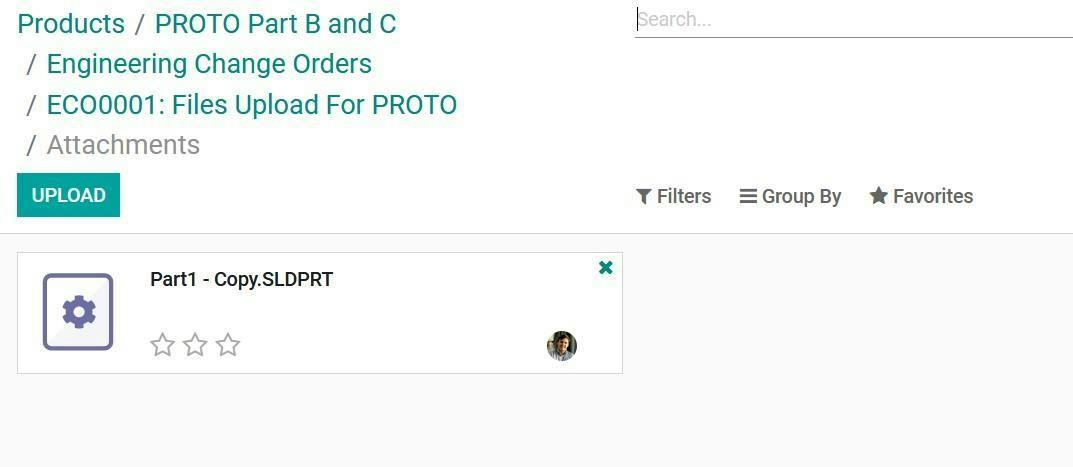 Products / PROTO Part B and C
/ Engineering Change Orders
/ ECO0001: Files Upload For PROTO
/ Attachments
Search...
UPLOAD
Filters Group By Favorites
Part1 - Copy.SLDPRT